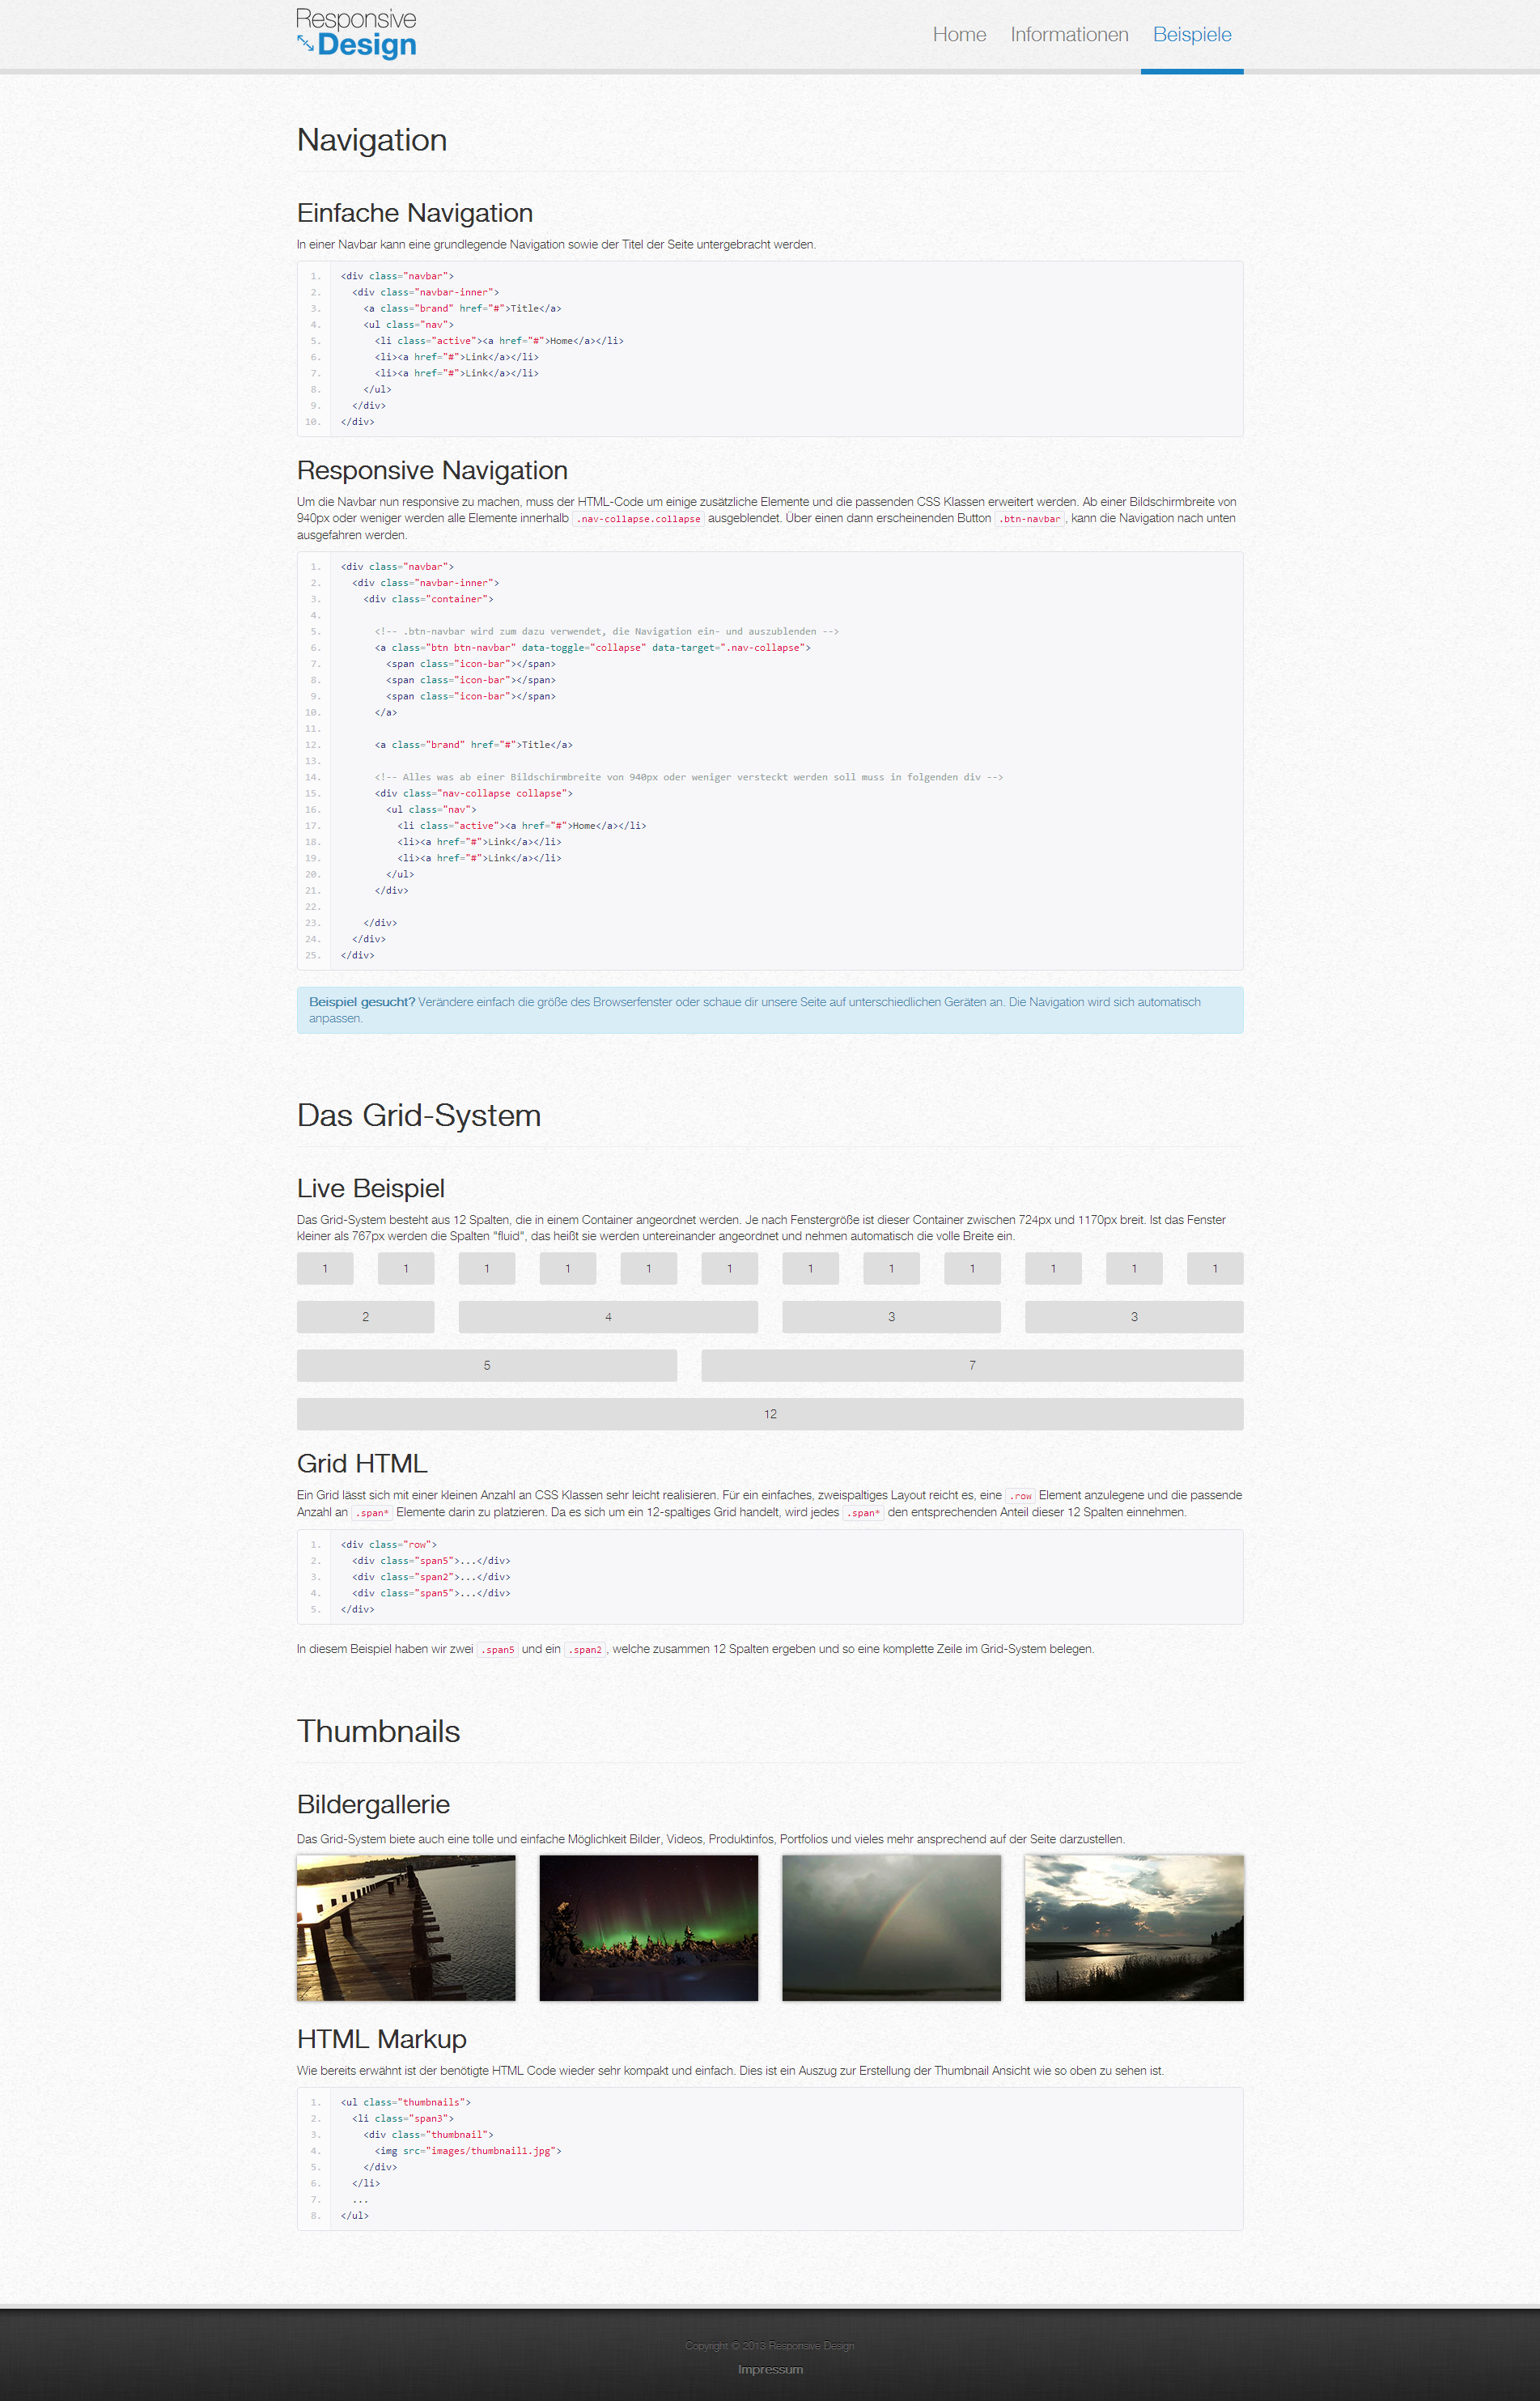 Responsive
Design
Home Informationen Beispiele
Navigation
Einfache Navigation
In einer Navbar kann eine grundlegende Navigation sowie der Titel der Seite untergebracht werden.
1. <div class="navbar">
2. <div class="navbar-inner">
3. <a class="brand" href="#">Title</a>
4. <ul class="nav">
5. <li class="active"><a href="#">Home</a></li>
6. <li><a href="#">Link</a></li>
7. <li><a href="#">Link</a></li>
8. </ul>
9. </div>
10. </div>
Responsive Navigation
Um die Navbar nun responsive zu machen, muss der HTML-Code um einige zusätzliche Elemente und die passenden CSS Klassen erweitert werden. Ab einer Bildschirmbreite von
940px oder weniger werden alle Elemente innerhalb .nav-collapse.collapse ausgeblendet. Über einen dann erscheinenden Button .btn-navbar, kann die Navigation nach unten
ausgefahren werden.
1. <div class="navbar">
2. <div class="navbar-inner">
3. <div class="container">
4.
5. <!-- .btn-navbar wird zum dazu verwendet, die Navigation ein- und auszublenden -->
6. <a class="btn btn-navbar" data-toggle="collapse" data-target=".nav-collapse">
7. <span class="icon-bar"></span>
8. <span class="icon-bar"></span>
9. <span class="icon-bar"></span>
10. </a>
11.
12. <a class="brand" href="#">Title</a>
13.
14. <!-- Alles was ab einer Bildschirmbreite von 940px oder weniger versteckt werden soll muss in folgenden div -->
15. <div class="nav-collapse collapse">
16. <ul class="nav">
17. <li class="active"><a href="#">Home</a></li>
18. <li><a href="#">Link</a></li>
19. <li><a href="#">Link</a></li>
20. </ul>
21. </div>
22.
23. </div>
24. </div>
25. </div>
Beispiel gesucht? Verändere einfach die größe des Browserfenster oder schaue dir unsere Seite auf unterschiedlichen Geräten an. Die Navigation wird sich automatisch
anpassen.
Das Grid-System
Live Beispiel
Das Grid-System besteht aus 12 Spalten, die in einem Container angeordnet werden. Je nach Fenstergröße ist dieser Container zwischen 724px und 1170px breit. Ist das Fenster
kleiner als 767px werden die Spalten "fluid", das heißt sie werden untereinander angeordnet und nehmen automatisch die volle Breite ein.
1 1 1 1 1 1 1 1 1 1 1 1
2 4 3 3
5 7
12
Grid HTML
Ein Grid lässt sich mit einer kleinen Anzahl an CSS Klassen sehr leicht realisieren. Für ein einfaches, zweispaltiges Layout reicht es, eine .row Element anzulegene und die passende
Anzahl an .span* Elemente darin zu platzieren. Da es sich um ein 12-spaltiges Grid handelt, wird jedes .span* den entsprechenden Anteil dieser 12 Spalten einnehmen.
1. <div class="row">
2. <div class="span5">...</div>
3. <div class="span2">...</div>
4. <div class="span5">...</div>
5. </div>
In diesem Beispiel haben wir zwei .span5 und ein .span2, welche zusammen 12 Spalten ergeben und so eine komplette Zeile im Grid-System belegen.
Thumbnails
Bildergallerie
Das Grid-System biete auch eine tolle und einfache Möglichkeit Bilder, Videos, Produktinfos, Portfolios und vieles mehr ansprechend auf der Seite darzustellen.
HTML Markup
Wie bereits erwähnt ist der benötigte HTML Code wieder sehr kompakt und einfach. Dies ist ein Auszug zur Erstellung der Thumbnail Ansicht wie so oben zu sehen ist.
1. <ul class="thumbnails">
2. <li class="span3">
3. <div class="thumbnail">
4. <img src="images/thumbnail1.jpg">
5. </div>
6. </li>
7. ...
8. </ul>
Copyright © 2013 Responsive Design
Impressum